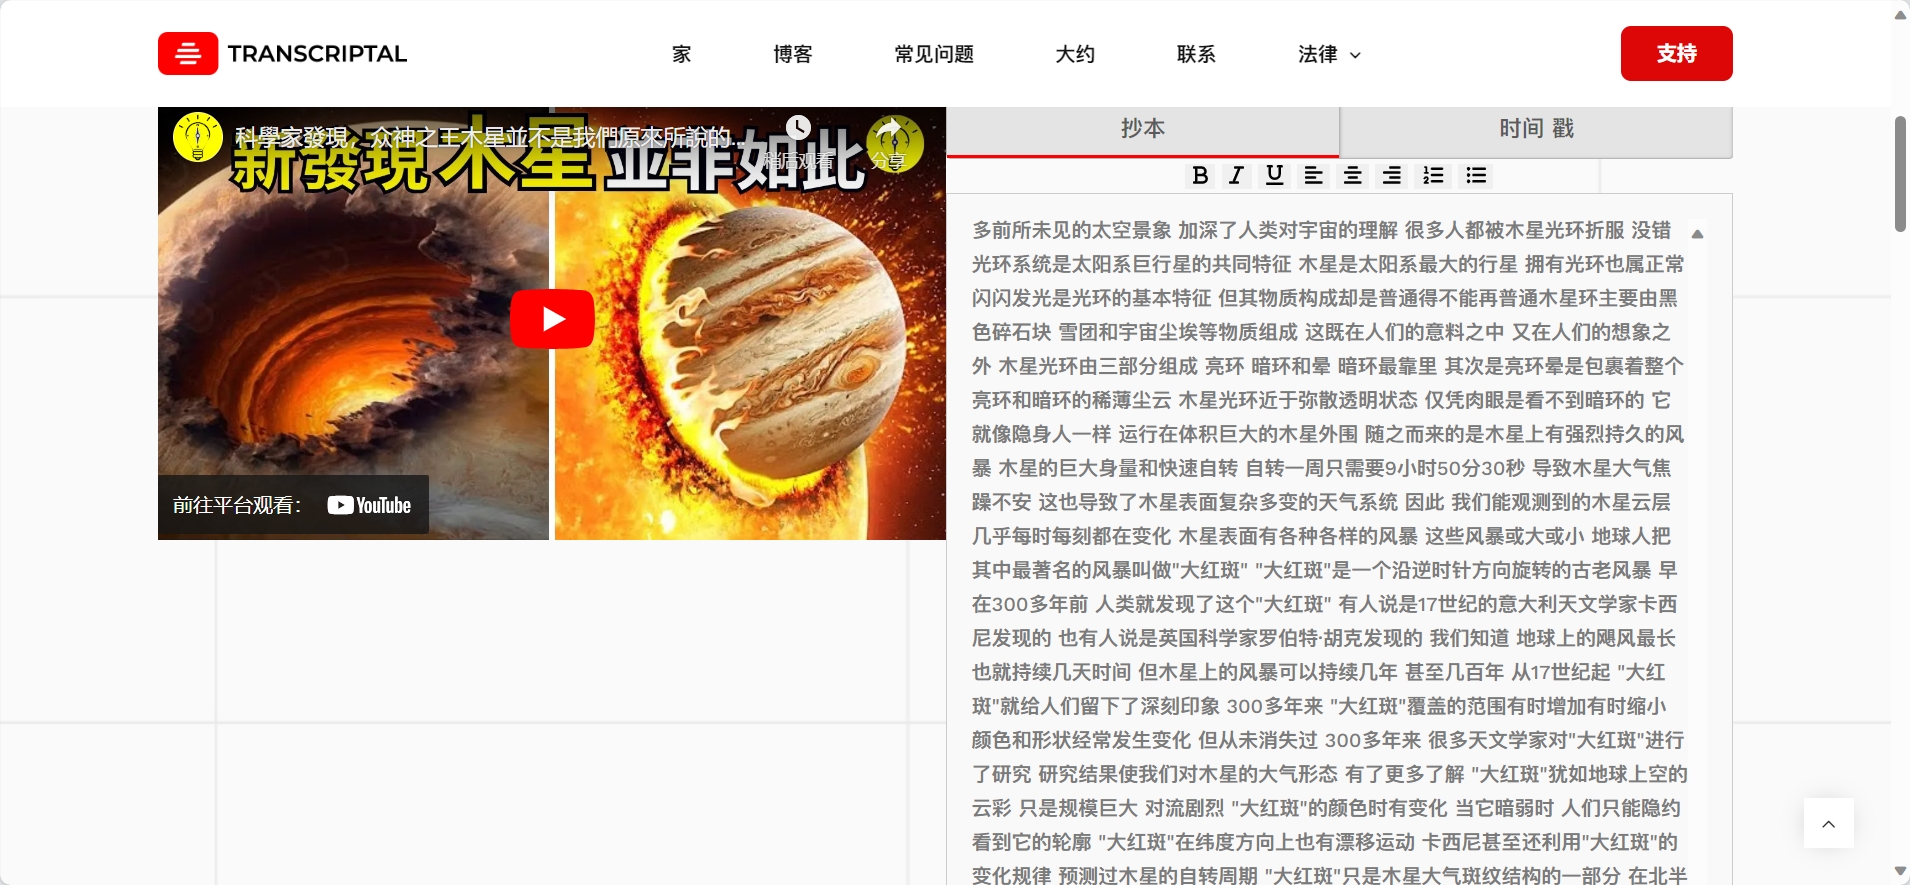 TRANSCRIPTAL
家 博客 常见问题 大约 联系 法律 支持
科學家發現，众神之王木星並不是我們原來所說的...
稍后观看 分享
新發現木星並非如此
前往平台观看： YouTube
抄本 时间 戳
B I U
多前所未见的太空景象 加深了人类对宇宙的理解 很多人都被木星光环折服 没错
光环系统是太阳系巨行星的共同特征 木星是太阳系最大的行星 拥有光环也属正常
闪闪发光是光环的基本特征 但其物质构成却是普通得不能再普通木星环主要由黑
色碎石块 雪团和宇宙尘埃等物质组成 这既在人们的意料之中 又在人们的想象之
外 木星光环由三部分组成 亮环 暗环和晕 暗环最靠里 其次是亮环晕是包裹着整个
亮环和暗环的稀薄尘云 木星光环近于弥散透明状态 仅凭肉眼是看不到暗环的 它
就像隐身人一样 运行在体积巨大的木星外围 随之而来的是木星上有强烈持久的风
暴 木星的巨大身量和快速自转 自转一周只需要9小时50分30秒 导致木星大气焦
躁不安 这也导致了木星表面复杂多变的天气系统 因此 我们能观测到的木星云层
几乎每时每刻都在变化 木星表面有各种各样的风暴 这些风暴或大或小 地球人把
其中最著名的风暴叫做"大红斑" "大红斑"是一个沿逆时针方向旋转的古老风暴 早
在300多年前 人类就发现了这个"大红斑" 有人说是17世纪的意大利天文学家卡西
尼发现的 也有人说是英国科学家罗伯特·胡克发现的 我们知道 地球上的飓风最长
也就持续几天时间 但木星上的风暴可以持续几年 甚至几百年 从17世纪起 "大红
斑"就给人们留下了深刻印象 300多年来 "大红斑"覆盖的范围有时增加有时缩小
颜色和形状经常发生变化 但从未消失过 300多年来 很多天文学家对"大红斑"进行
了研究 研究结果使我们对木星的大气形态 有了更多了解 "大红斑"犹如地球上空的
云彩 只是规模巨大 对流剧烈 "大红斑"的颜色时有变化 当它暗弱时 人们只能隐约
看到它的轮廓 "大红斑"在纬度方向上也有漂移运动 卡西尼甚至还利用"大红斑"的
变化规律 预测过木星的自转周期 "大红斑"只是木星大气斑纹结构的一部分 在北半